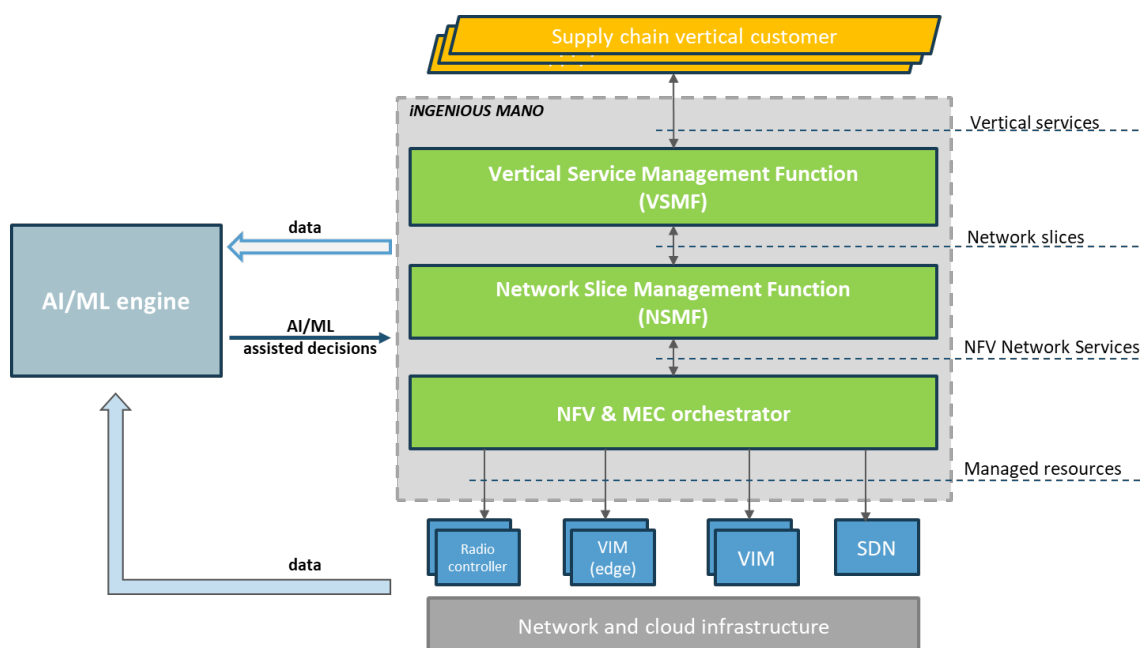 Supply chain vertical customer
iNGENIOUS MANO
Vertical services
Vertical Service Management Function
(VSMF)
data
Network slices
AI/ML engine
Network Slice Management Function
(NSMF)
AI/ML
assisted decisions
NFV Network Services
NFV & MEC orchestrator
Managed resources
Radio
controller
VIM
(edge)
VIM
SDN
data
Network and cloud infrastructure